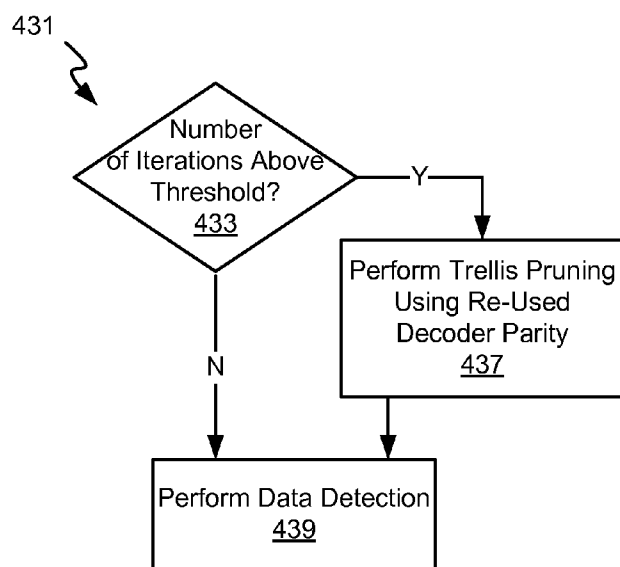 431
Number
of Iterations Above
Threshold?
433
Y
Perform Trellis Pruning
Using Re-Used
Decoder Parity
437
N
Perform Data Detection
439